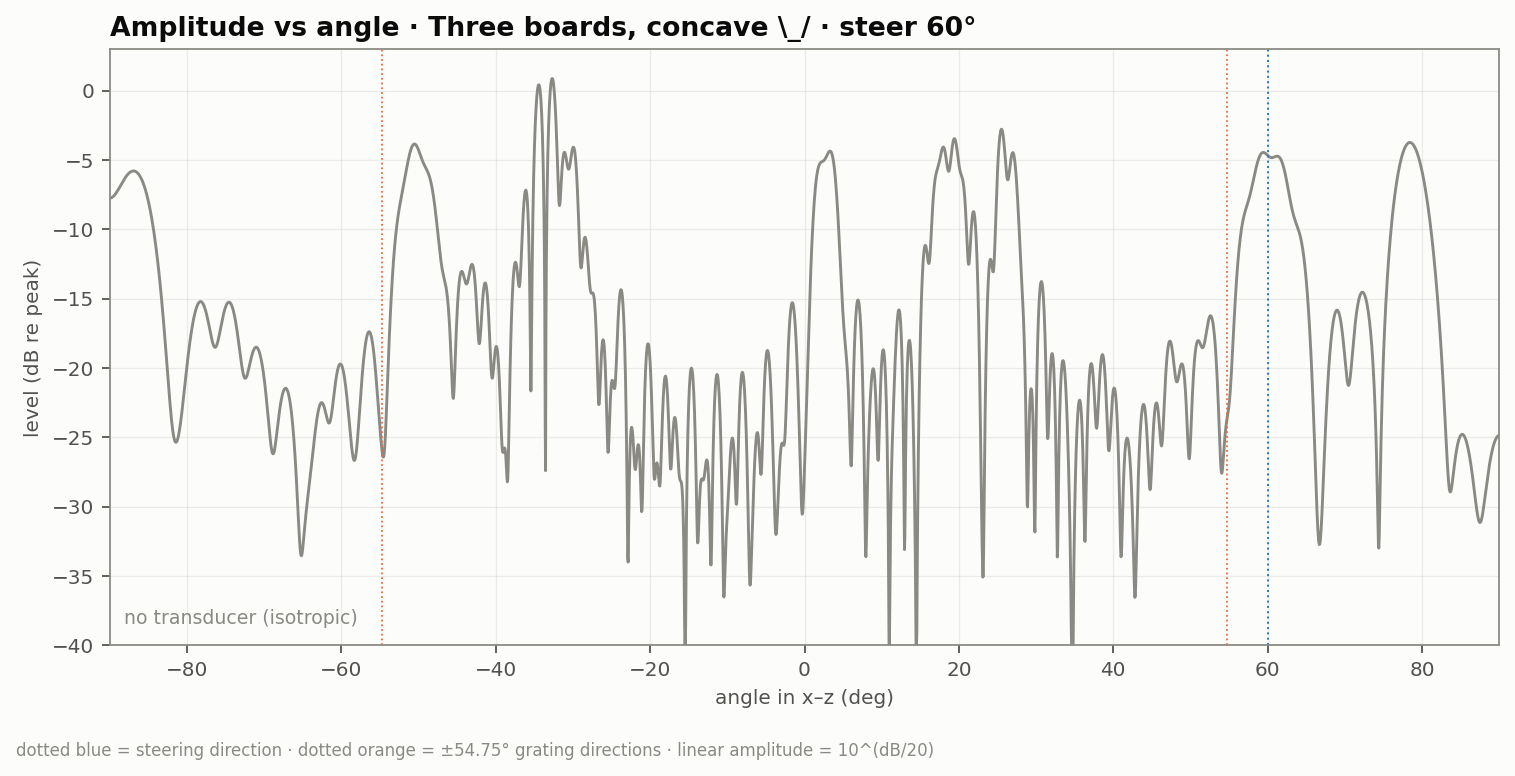 Amplitude vs angle · Three boards, concave \_/ · steer 60°
level (dB re peak)
0
−5
−10
−15
−20
−25
−30
−35
−40
no transducer (isotropic)
−80 −60 −40 −20 0 20 40 60 80
angle in x–z (deg)
dotted blue = steering direction · dotted orange = ±54.75° grating directions · linear amplitude = 10^(dB/20)